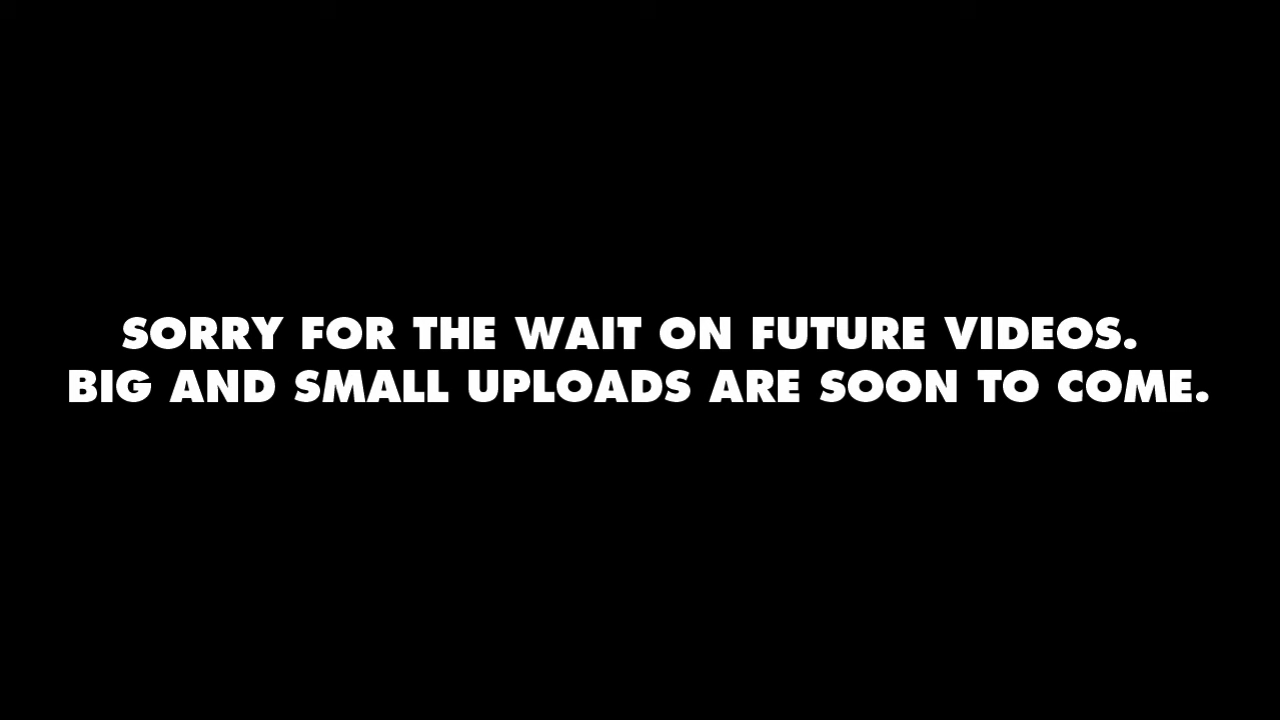 SORRY FOR THE WAIT ON FUTURE VIDEOS.
BIG AND SMALL UPLOADS ARE SOON TO COME.